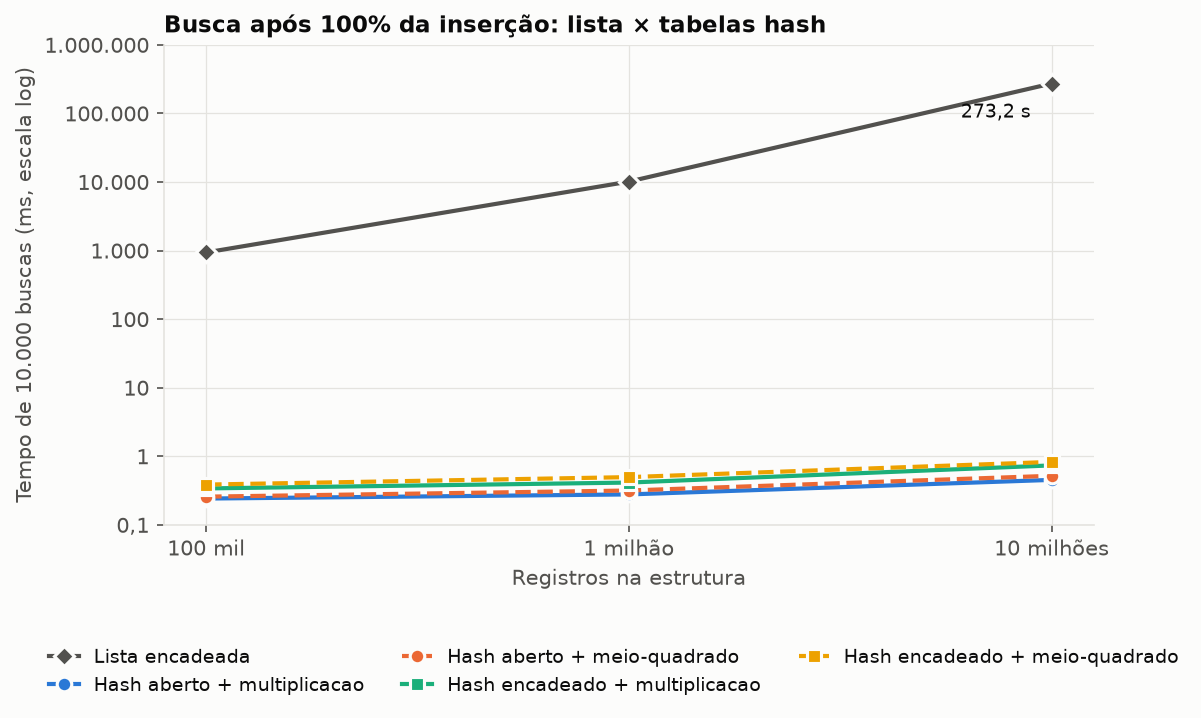 Busca após 100% da inserção: lista × tabelas hash
Tempo de 10.000 buscas (ms, escala log)
1.000.000
100.000
10.000
1.000
100
10
1
0,1
273,2 s
100 mil
1 milhão
10 milhões
Registros na estrutura
Lista encadeada
Hash aberto + meio-quadrado
Hash encadeado + meio-quadrado
Hash aberto + multiplicacao
Hash encadeado + multiplicacao